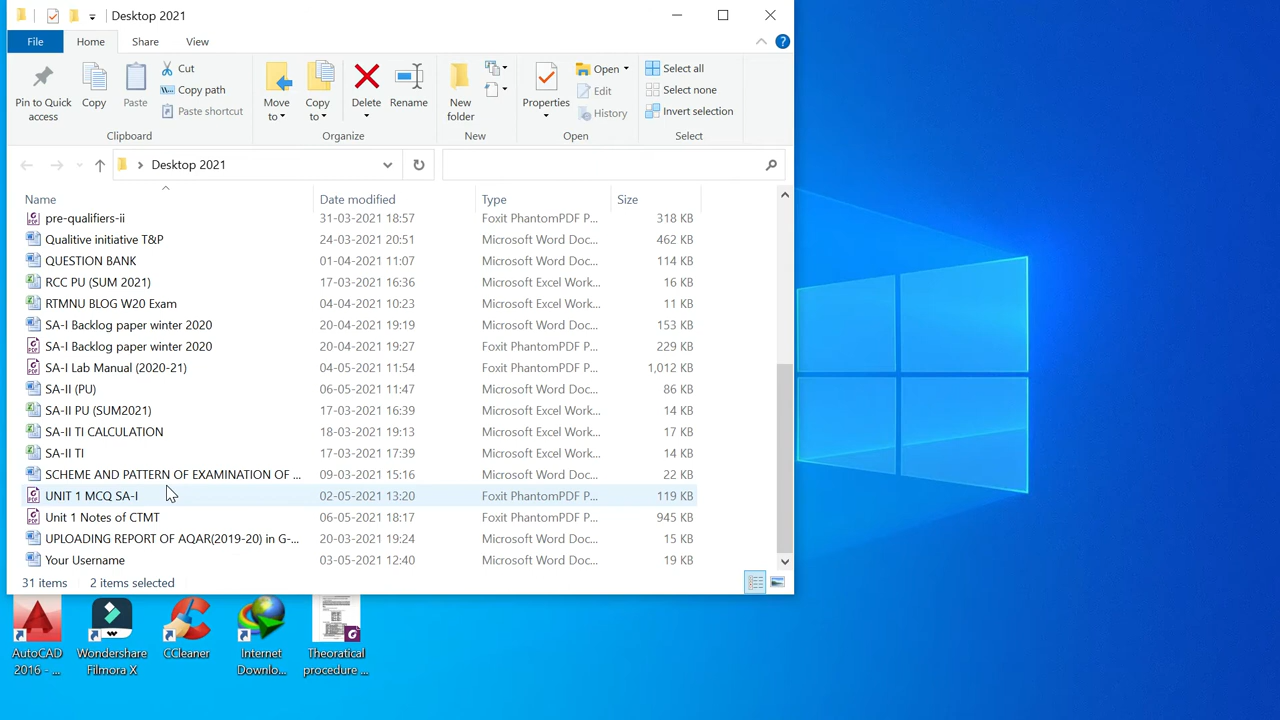 Desktop 2021
File Home Share View
Pin to Quick access
Copy
Paste
Cut
Copy path
Paste shortcut
Clipboard
Move to
Copy to
Delete
Rename
Organize
New folder
New
Properties
Open
Edit
History
Open
Select all
Select none
Invert selection
Select
Desktop 2021
Name Date modified Type Size
pre-qualifiers-ii 31-03-2021 18:57 Foxit PhantomPDF P... 318 KB
Qualitive initiative T&P 24-03-2021 20:51 Microsoft Word Doc... 462 KB
QUESTION BANK 01-04-2021 11:07 Microsoft Word Doc... 114 KB
RCC PU (SUM 2021) 17-03-2021 16:36 Microsoft Excel Work... 16 KB
RTMNU BLOG W20 Exam 04-04-2021 10:23 Microsoft Excel Work... 11 KB
SA-I Backlog paper winter 2020 20-04-2021 19:19 Microsoft Word Doc... 153 KB
SA-I Backlog paper winter 2020 20-04-2021 19:27 Foxit PhantomPDF P... 229 KB
SA-I Lab Manual (2020-21) 04-05-2021 11:54 Foxit PhantomPDF P... 1,012 KB
SA-II (PU) 06-05-2021 11:47 Microsoft Word Doc... 86 KB
SA-II PU (SUM2021) 17-03-2021 16:39 Microsoft Excel Work... 14 KB
SA-II TI CALCULATION 18-03-2021 19:13 Microsoft Excel Work... 17 KB
SA-II TI 17-03-2021 17:39 Microsoft Excel Work... 14 KB
SCHEME AND PATTERN OF EXAMINATION OF ... 09-03-2021 15:16 Microsoft Word Doc... 22 KB
UNIT 1 MCQ SA-I 02-05-2021 13:20 Foxit PhantomPDF P... 119 KB
Unit 1 Notes of CTMT 06-05-2021 18:17 Foxit PhantomPDF P... 945 KB
UPLOADING REPORT OF AQAR(2019-20) in G-... 20-03-2021 19:24 Microsoft Word Doc... 15 KB
Your Username 03-05-2021 12:40 Microsoft Word Doc... 19 KB
31 items 2 items selected
AutoCAD 2016 - ...
Wondershare Filmora X
CCleaner
Internet Downlo...
Theoratical procedure ...